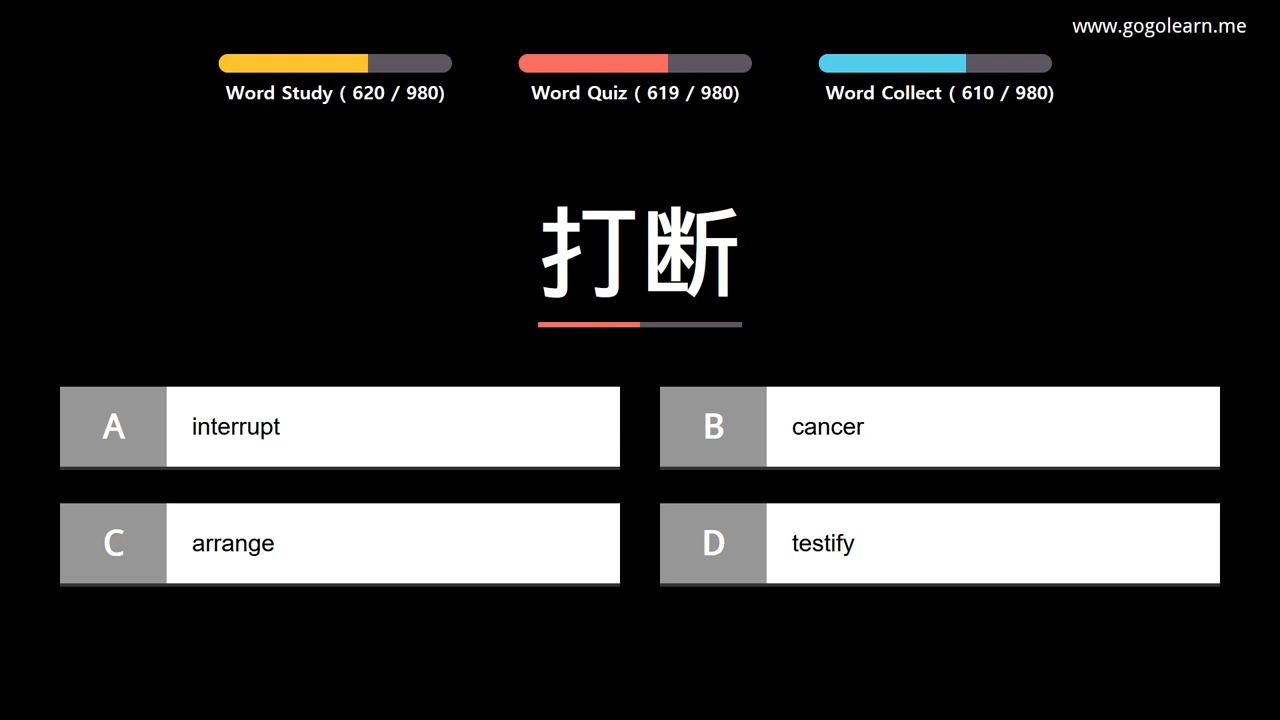 www.gogolearn.me
Word Study ( 620 / 980)
Word Quiz ( 619 / 980)
Word Collect ( 610 / 980)
打断
A interrupt
B cancer
C arrange
D testify